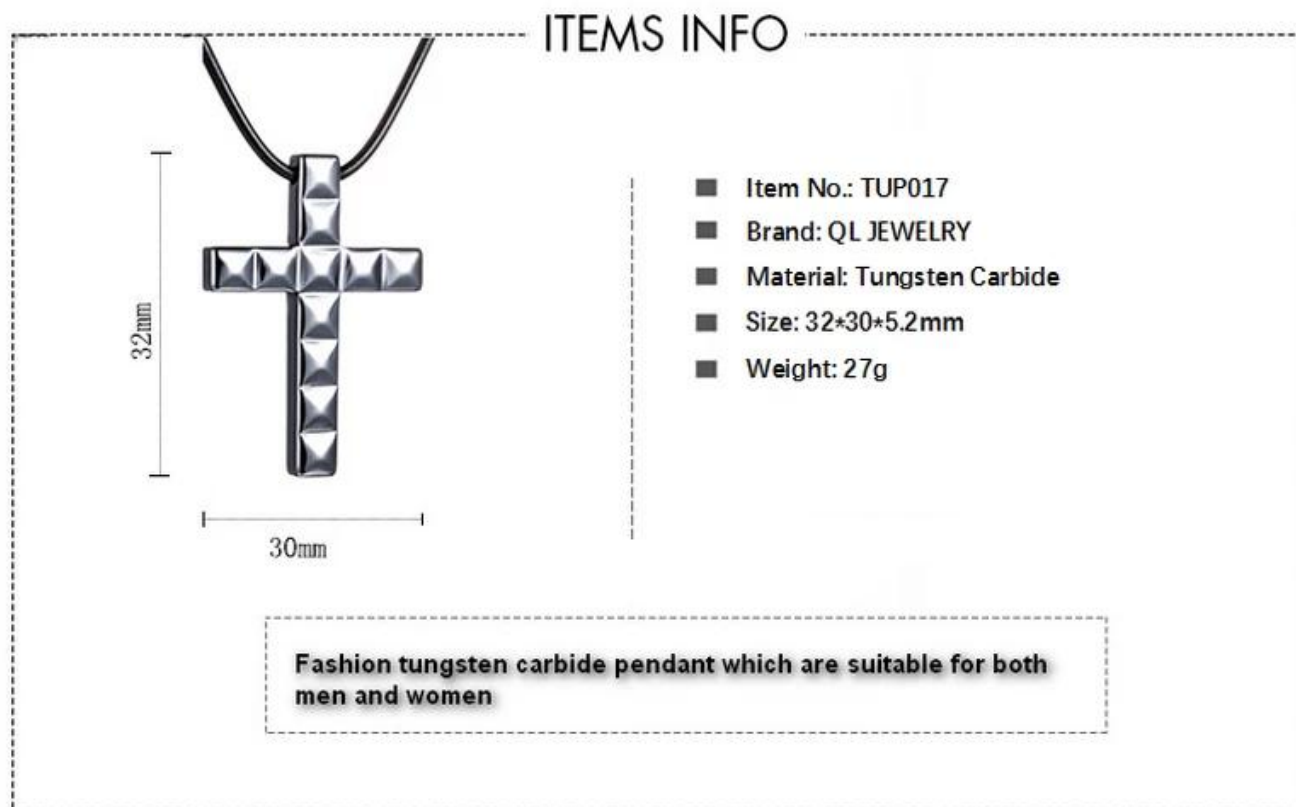 ITEMS INFO
32mm
30mm
Item No.: TUP017
Brand: QL JEWELRY
Material: Tungsten Carbide
Size: 32*30*5.2mm
Weight: 27g
Fashion tungsten carbide pendant which are suitable for both
men and women